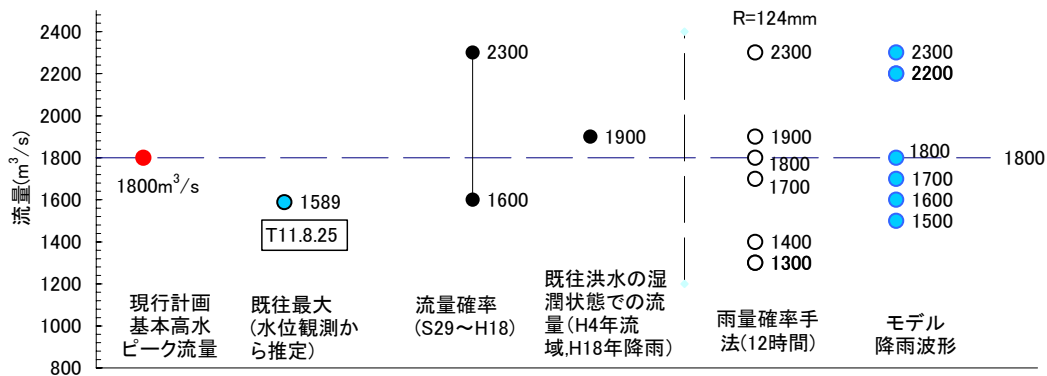 流量(m³/s)
2400
2200
2000
1800
1600
1400
1200
1000
800
1800m³/s
現行計画
基本高水
ピーク流量
1589
T11.8.25
既往最大
(水位観測か
ら推定)
2300
1600
流量確率
(S29～H18)
1900
既往洪水の湿
潤状態での流
量(H4年流
域,H18年降雨)
R=124mm
2300
1900
1800
1700
1400
1300
雨量確率手
法(12時間)
2300
2200
1800
1700
1600
1500
モデル
降雨波形
1800